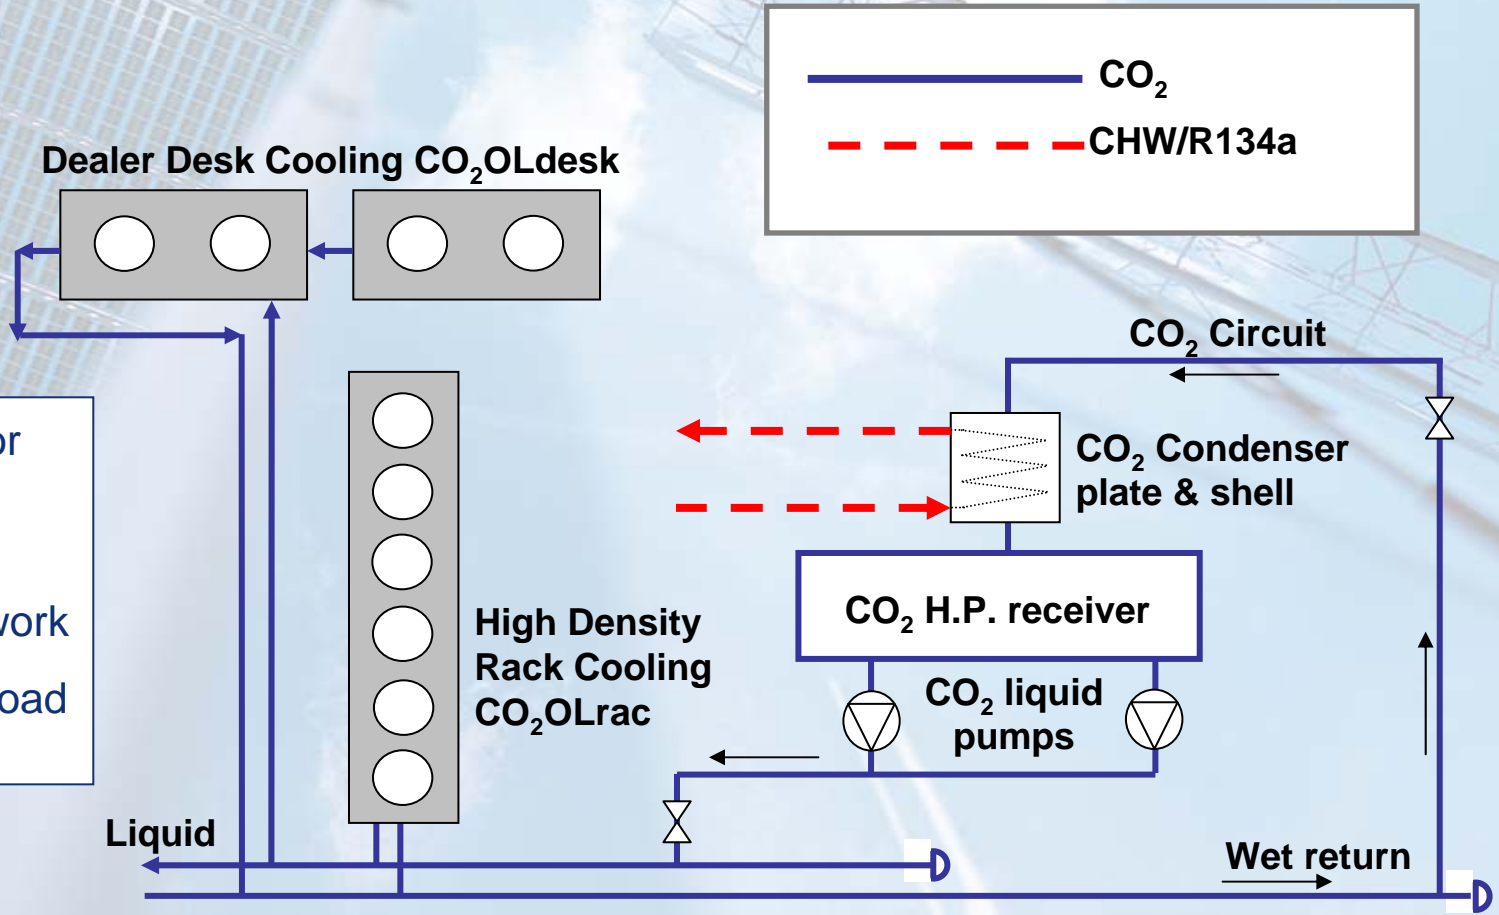 CO₂
CHW/R134a
Dealer Desk Cooling CO₂OLdesk
CO₂ Circuit
CO₂ Condenser
plate & shell
CO₂ H.P. receiver
High Density
Rack Cooling
CO₂OLrac
CO₂ liquid
pumps
Liquid
Wet return